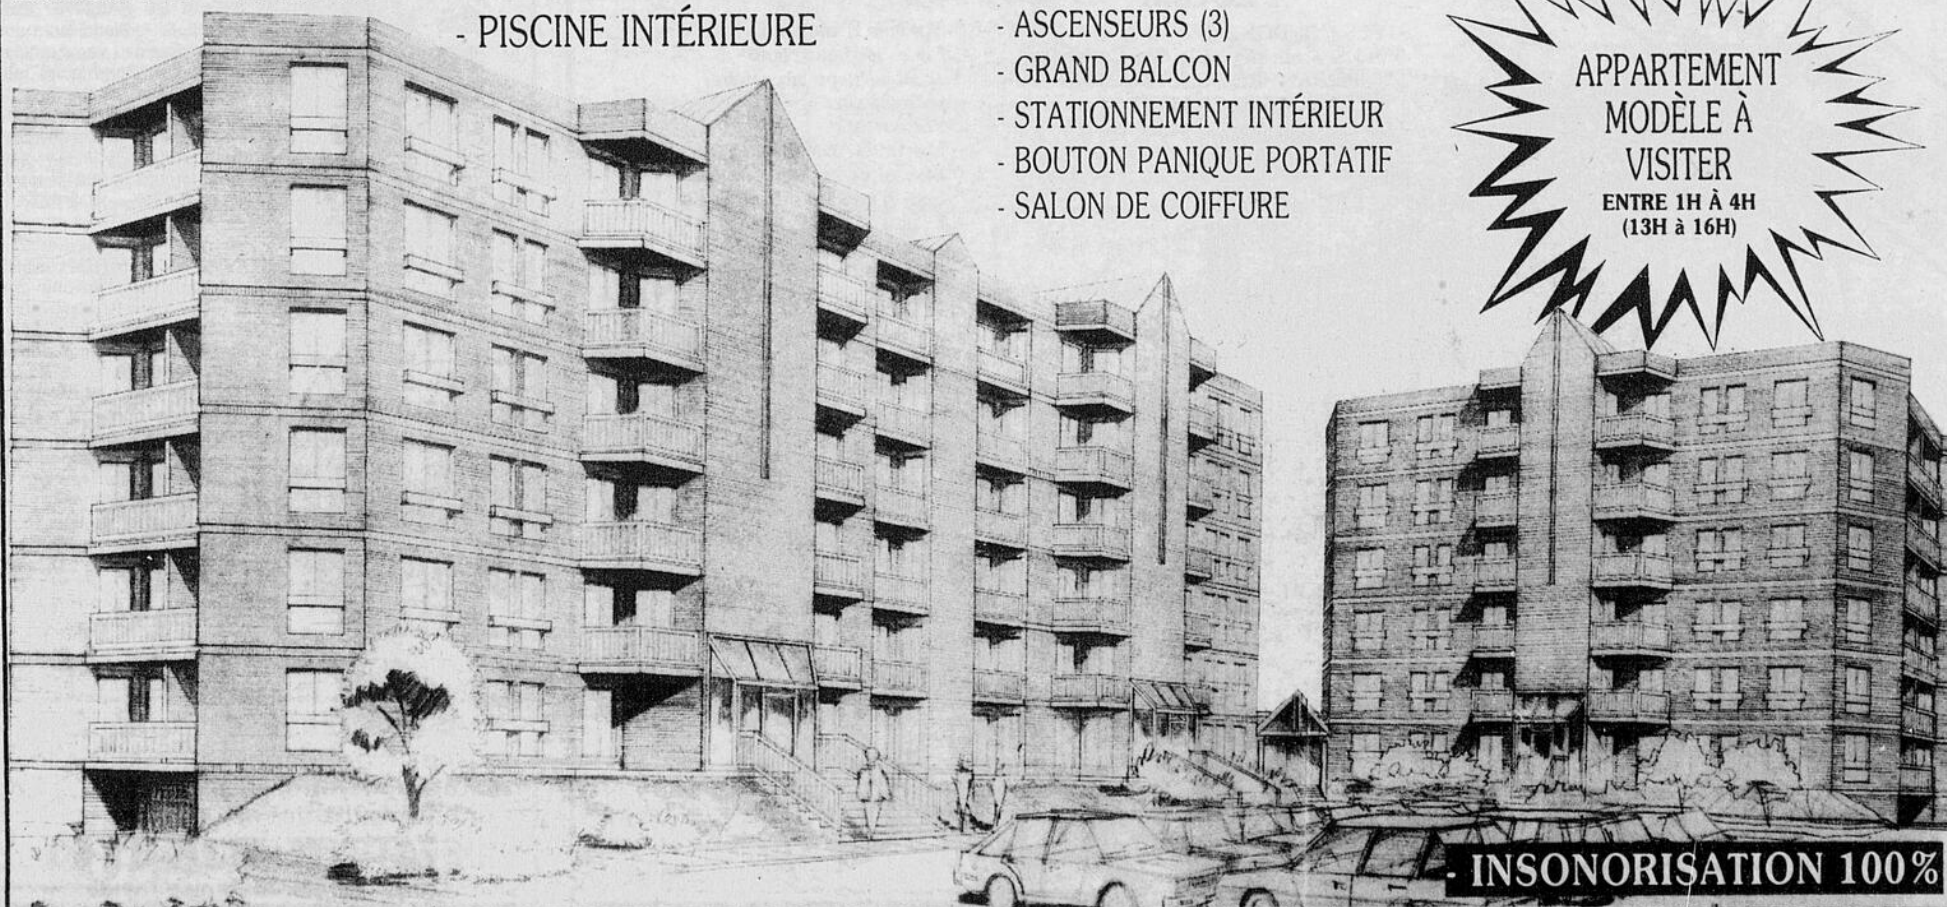 - PISCINE INTÉRIEURE
- ASCENSEURS (3)
- GRAND BALCON
- STATIONNEMENT INTÉRIEUR
- BOUTON PANIQUE PORTATIF
- SALON DE COIFFURE
APPARTEMENT
MODÈLE À
VISITER
ENTRE 1H À 4H
(13H à 16H)
- INSONORISATION 100%